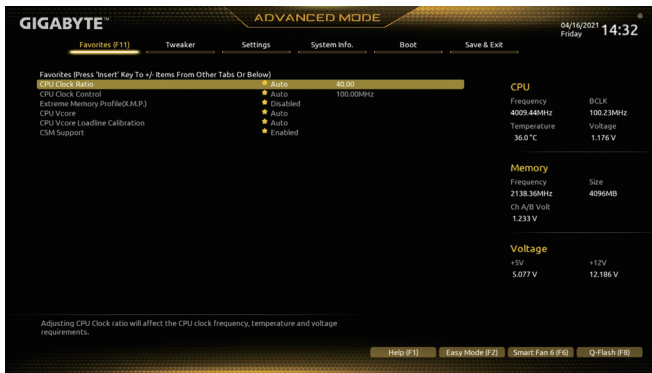 GIGABYTE™
ADVANCED MODE
04/16/2021
Friday
14:32
Favorites (F11) Tweaker Settings System Info. Boot Save & Exit
Favorites (Press 'Insert' Key To +/- Items From Other Tabs Or Below)
CPU Clock Ratio Auto 40.00
CPU Clock Control Auto 100.00MHz
Extreme Memory Profile(X.M.P.) Disabled
CPU Vcore Auto
CPU Vcore Loadline Calibration Auto
CSM Support Enabled
CPU
Frequency BCLK
4009.44MHz 100.23MHz
Temperature Voltage
36.0 °C 1.176 V
Memory
Frequency Size
2138.36MHz 4096MB
Ch A/B Volt
1.233 V
Voltage
+5V +12V
5.077 V 12.186 V
Adjusting CPU Clock ratio will affect the CPU clock frequency, temperature and voltage
requirements.
Help (F1) Easy Mode (F2) Smart Fan 6 (F6) Q-Flash (F8)